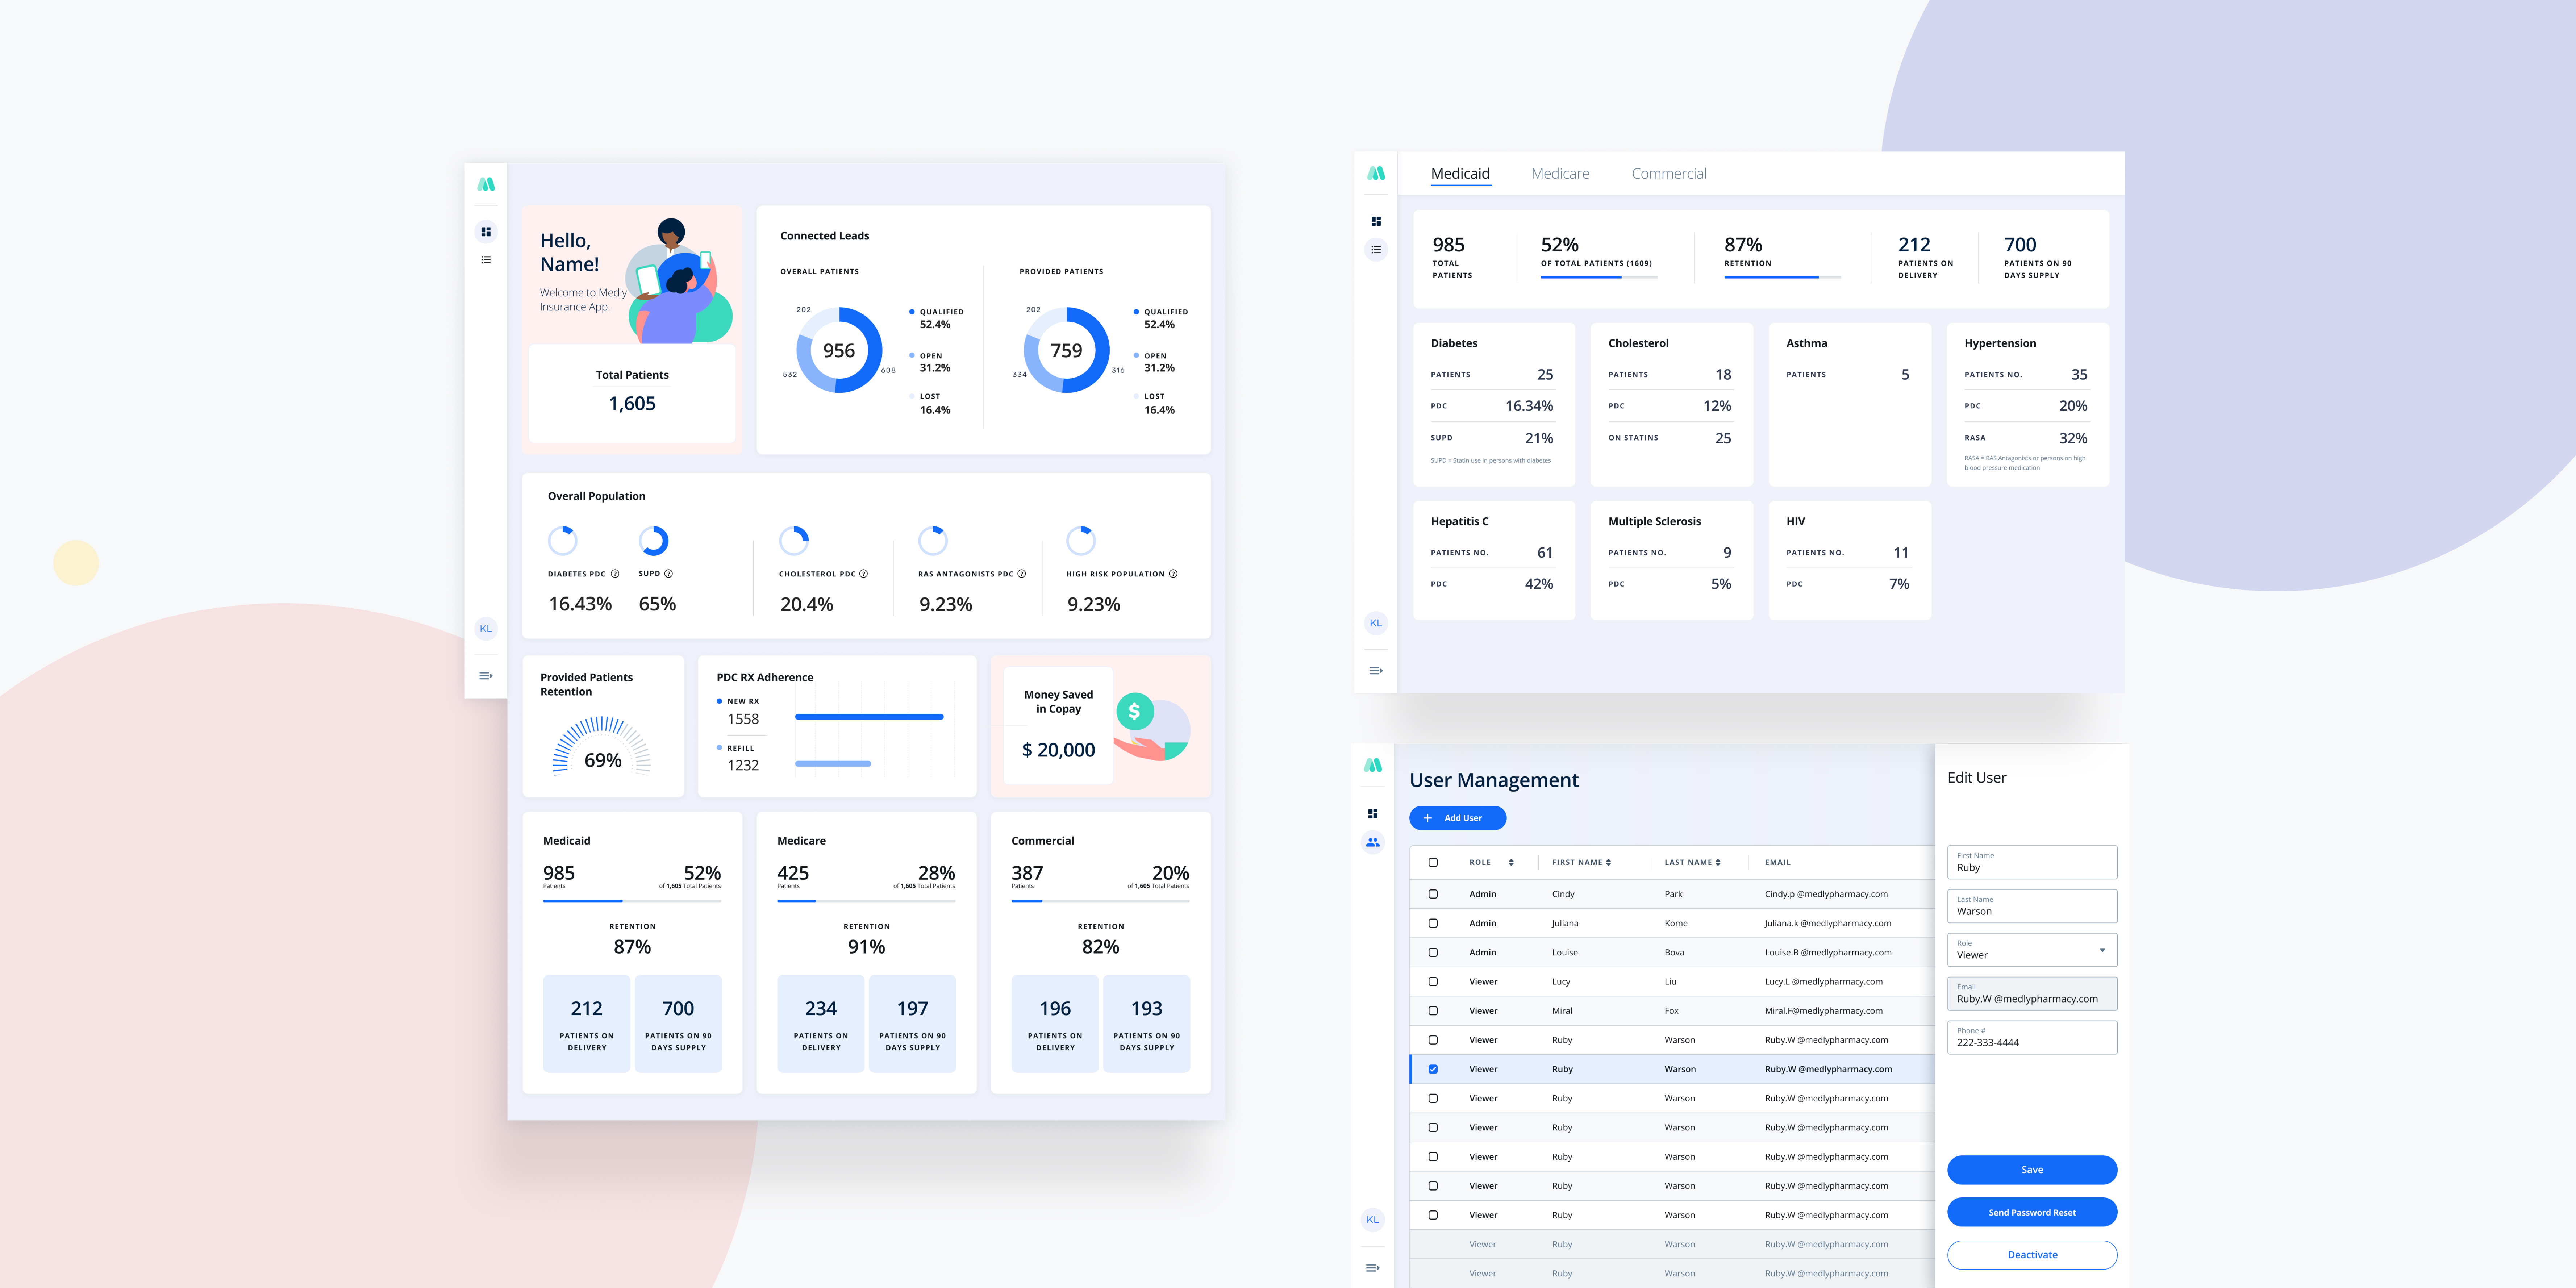 Hello,
Name!
Welcome to Medly
Insurance App.
Total Patients
1,605
Connected Leads
OVERALL PATIENTS
202
956
532
608
QUALIFIED
52.4%
OPEN
31.2%
LOST
16.4%
PROVIDED PATIENTS
202
759
334
316
QUALIFIED
52.4%
OPEN
31.2%
LOST
16.4%
Overall Population
DIABETES PDC ?
16.43%
SUPD ?
65%
CHOLESTEROL PDC ?
20.4%
RAS ANTAGONISTS PDC ?
9.23%
HIGH RISK POPULATION ?
9.23%
Provided Patients
Retention
69%
PDC RX Adherence
NEW RX
1558
REFILL
1232
Money Saved
in Copay
$ 20,000
$
Medicaid
985 52%
Patients of 1,605 Total Patients
RETENTION
87%
212
PATIENTS ON
DELIVERY
700
PATIENTS ON 90
DAYS SUPPLY
Medicare
425 28%
Patients of 1,605 Total Patients
RETENTION
91%
234
PATIENTS ON
DELIVERY
197
PATIENTS ON 90
DAYS SUPPLY
Commercial
387 20%
Patients of 1,605 Total Patients
RETENTION
82%
196
PATIENTS ON
DELIVERY
193
PATIENTS ON 90
DAYS SUPPLY
KL
Medicaid Medicare Commercial
985
TOTAL
PATIENTS
52%
OF TOTAL PATIENTS (1609)
87%
RETENTION
212
PATIENTS ON
DELIVERY
700
PATIENTS ON 90
DAYS SUPPLY
Diabetes
PATIENTS 25
PDC 16.34%
SUPD 21%
SUPD = Statin use in persons with diabetes
Cholesterol
PATIENTS 18
PDC 12%
ON STATINS 25
Asthma
PATIENTS 5
Hypertension
PATIENTS NO. 35
PDC 20%
RASA 32%
RASA = RAS Antagonists or persons on high
blood pressure medication
Hepatitis C
PATIENTS NO. 61
PDC 42%
Multiple Sclerosis
PATIENTS NO. 9
PDC 5%
HIV
PATIENTS NO. 11
PDC 7%
KL
User Management
+ Add User
ROLE FIRST NAME LAST NAME EMAIL
Admin Cindy Park Cindy.p @medlypharmacy.com
Admin Juliana Kome Juliana.k @medlypharmacy.com
Admin Louise Bova Louise.B @medlypharmacy.com
Viewer Lucy Liu Lucy.L @medlypharmacy.com
Viewer Miral Fox Miral.F@medlypharmacy.com
Viewer Ruby Warson Ruby.W @medlypharmacy.com
Viewer Ruby Warson Ruby.W @medlypharmacy.com
Viewer Ruby Warson Ruby.W @medlypharmacy.com
Viewer Ruby Warson Ruby.W @medlypharmacy.com
Viewer Ruby Warson Ruby.W @medlypharmacy.com
Viewer Ruby Warson Ruby.W @medlypharmacy.com
Viewer Ruby Warson Ruby.W @medlypharmacy.com
Viewer Ruby Warson Ruby.W @medlypharmacy.com
Viewer Ruby Warson Ruby.W @medlypharmacy.com
KL
Edit User
First Name
Ruby
Last Name
Warson
Role
Viewer
Email
Ruby.W @medlypharmacy.com
Phone #
222-333-4444
Save
Send Password Reset
Deactivate